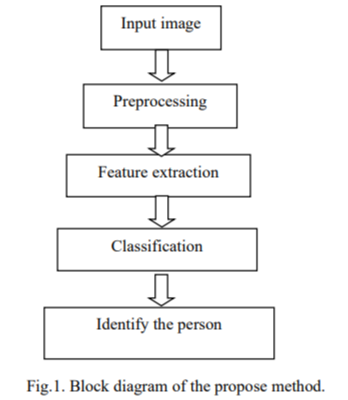 Input image
Preprocessing
Feature extraction
Classification
Identify the person
Fig.1. Block diagram of the propose method.